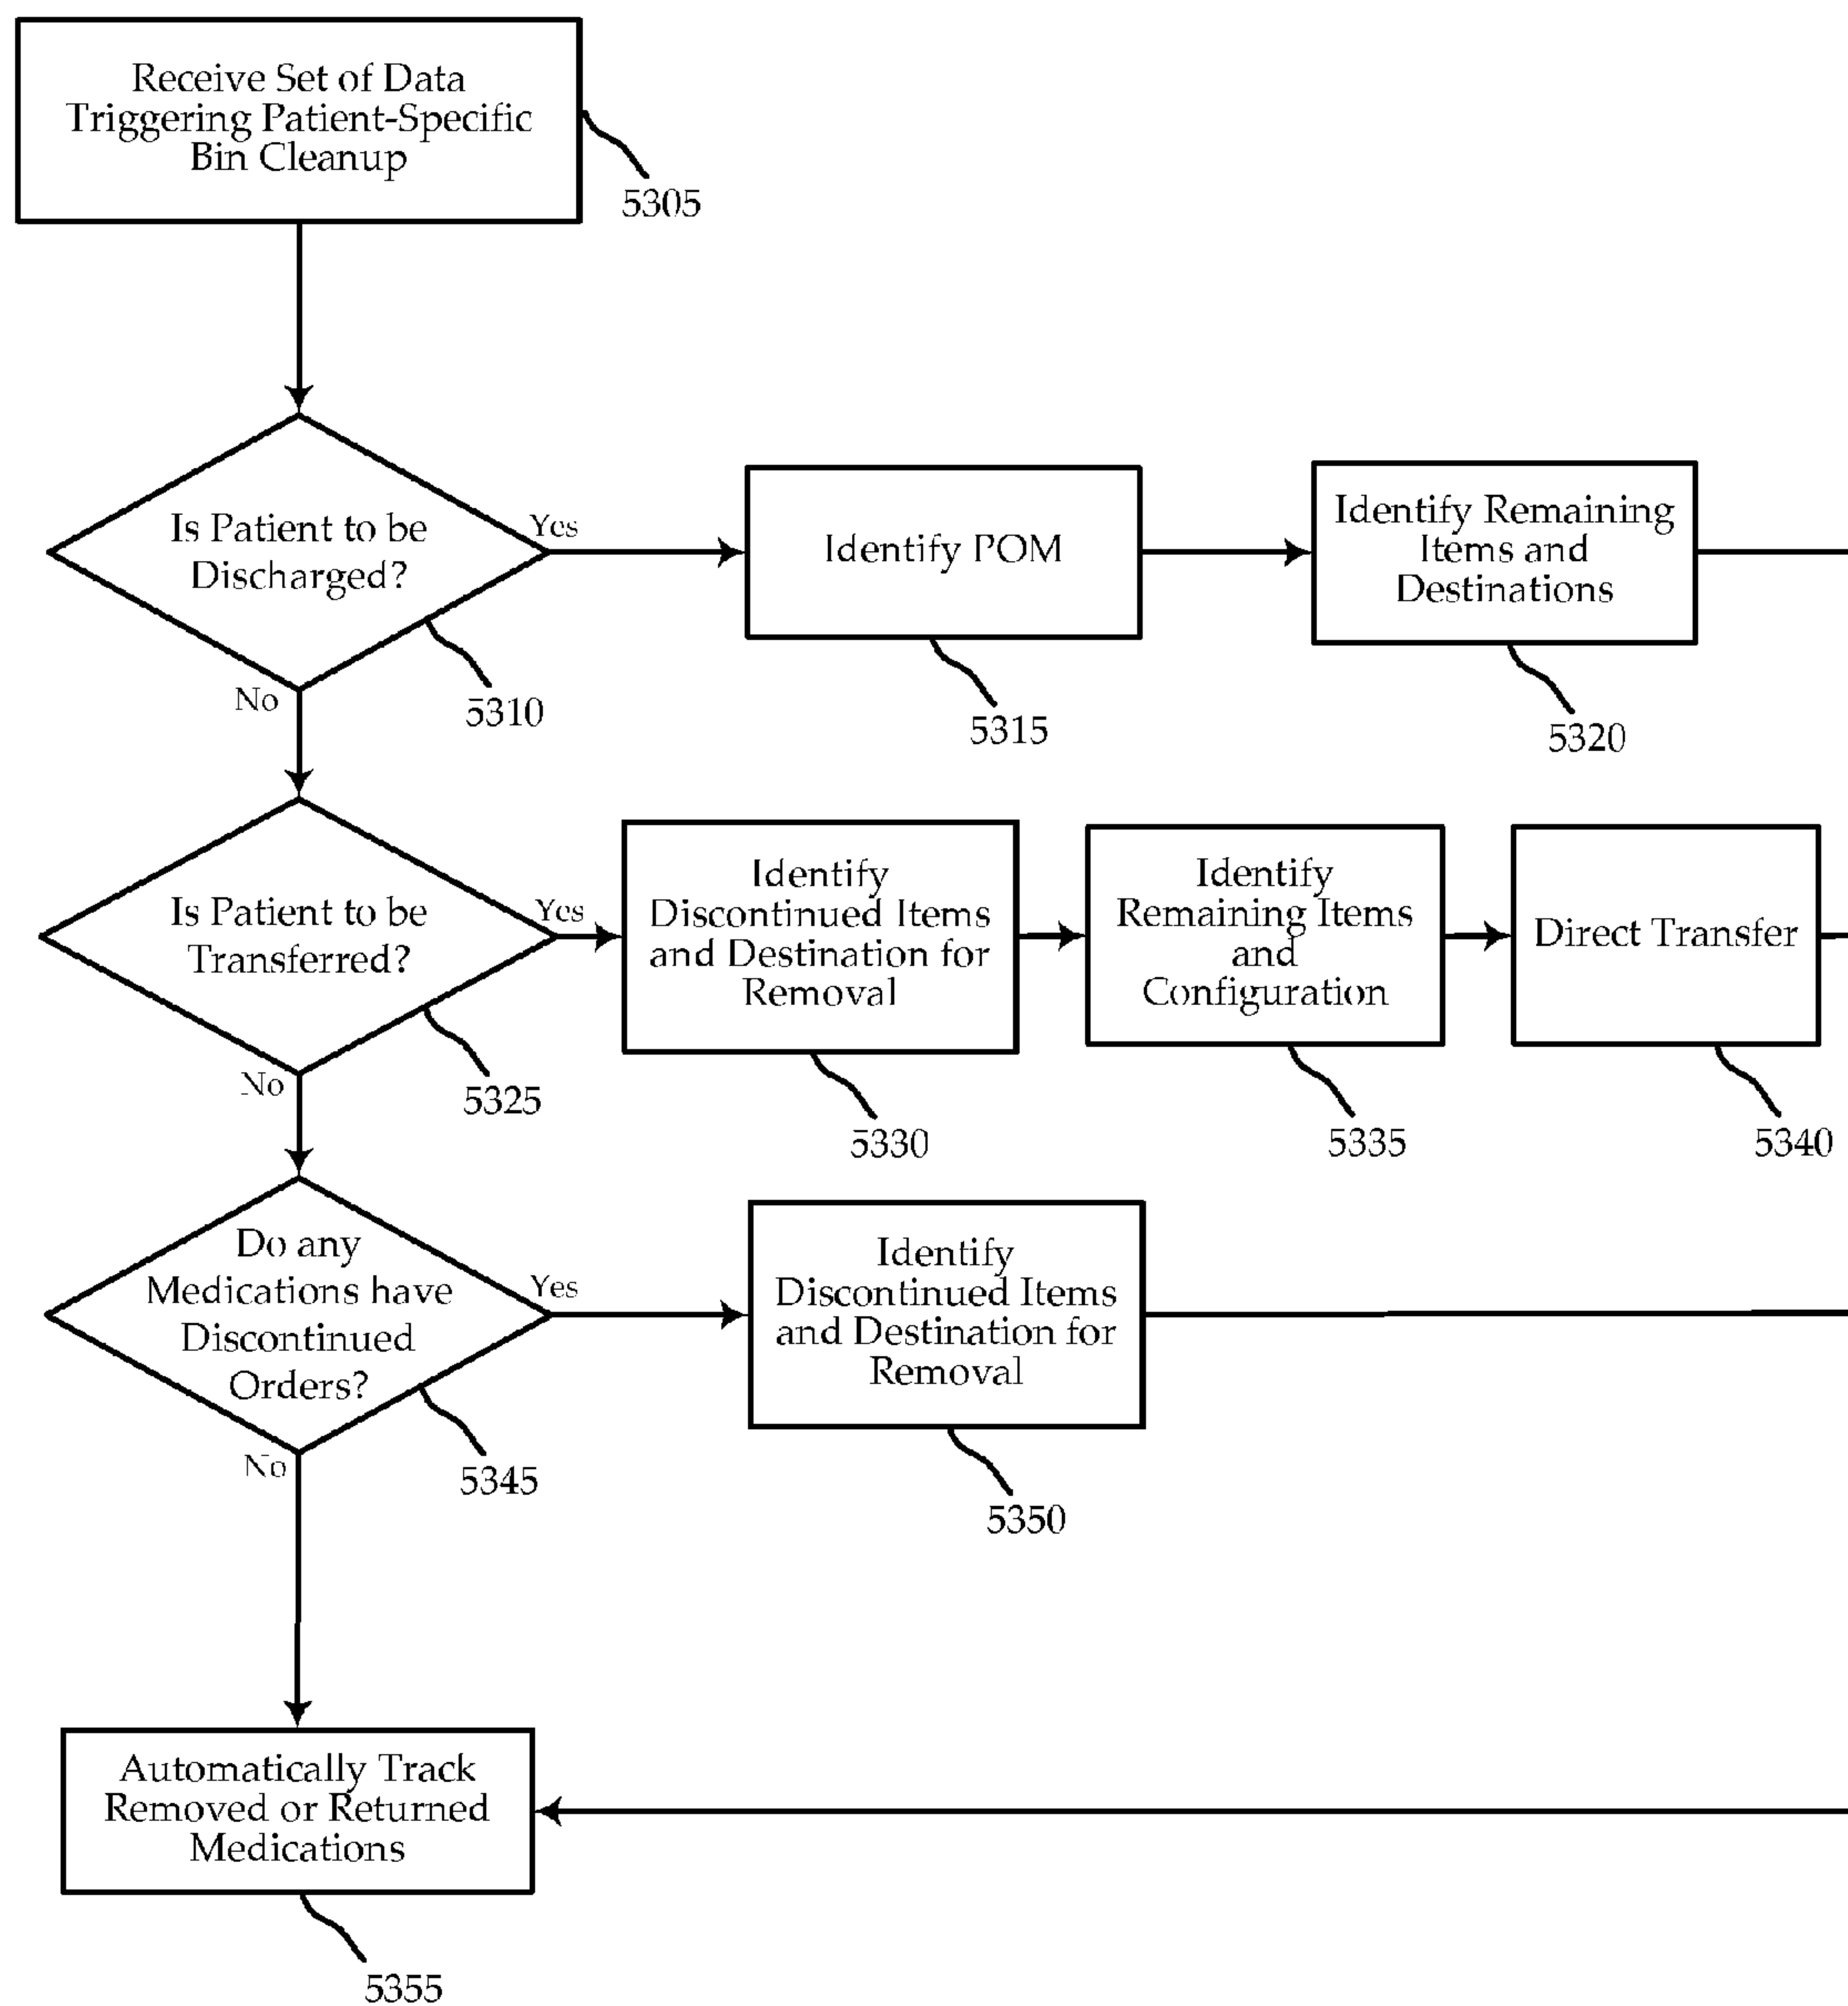 Receive Set of Data
Triggering Patient-Specific
Bin Cleanup
5305
Is Patient to be
Discharged?
Yes
No
5310
Identify POM
5315
Identify Remaining
Items and
Destinations
5320
Is Patient to be
Transferred?
Yes
No
5325
Identify
Discontinued Items
and Destination for
Removal
5330
Identify
Remaining Items
and
Configuration
5335
Direct Transfer
5340
Do any
Medications have
Discontinued
Orders?
Yes
No
5345
Identify
Discontinued Items
and Destination for
Removal
5350
Automatically Track
Removed or Returned
Medications
5355